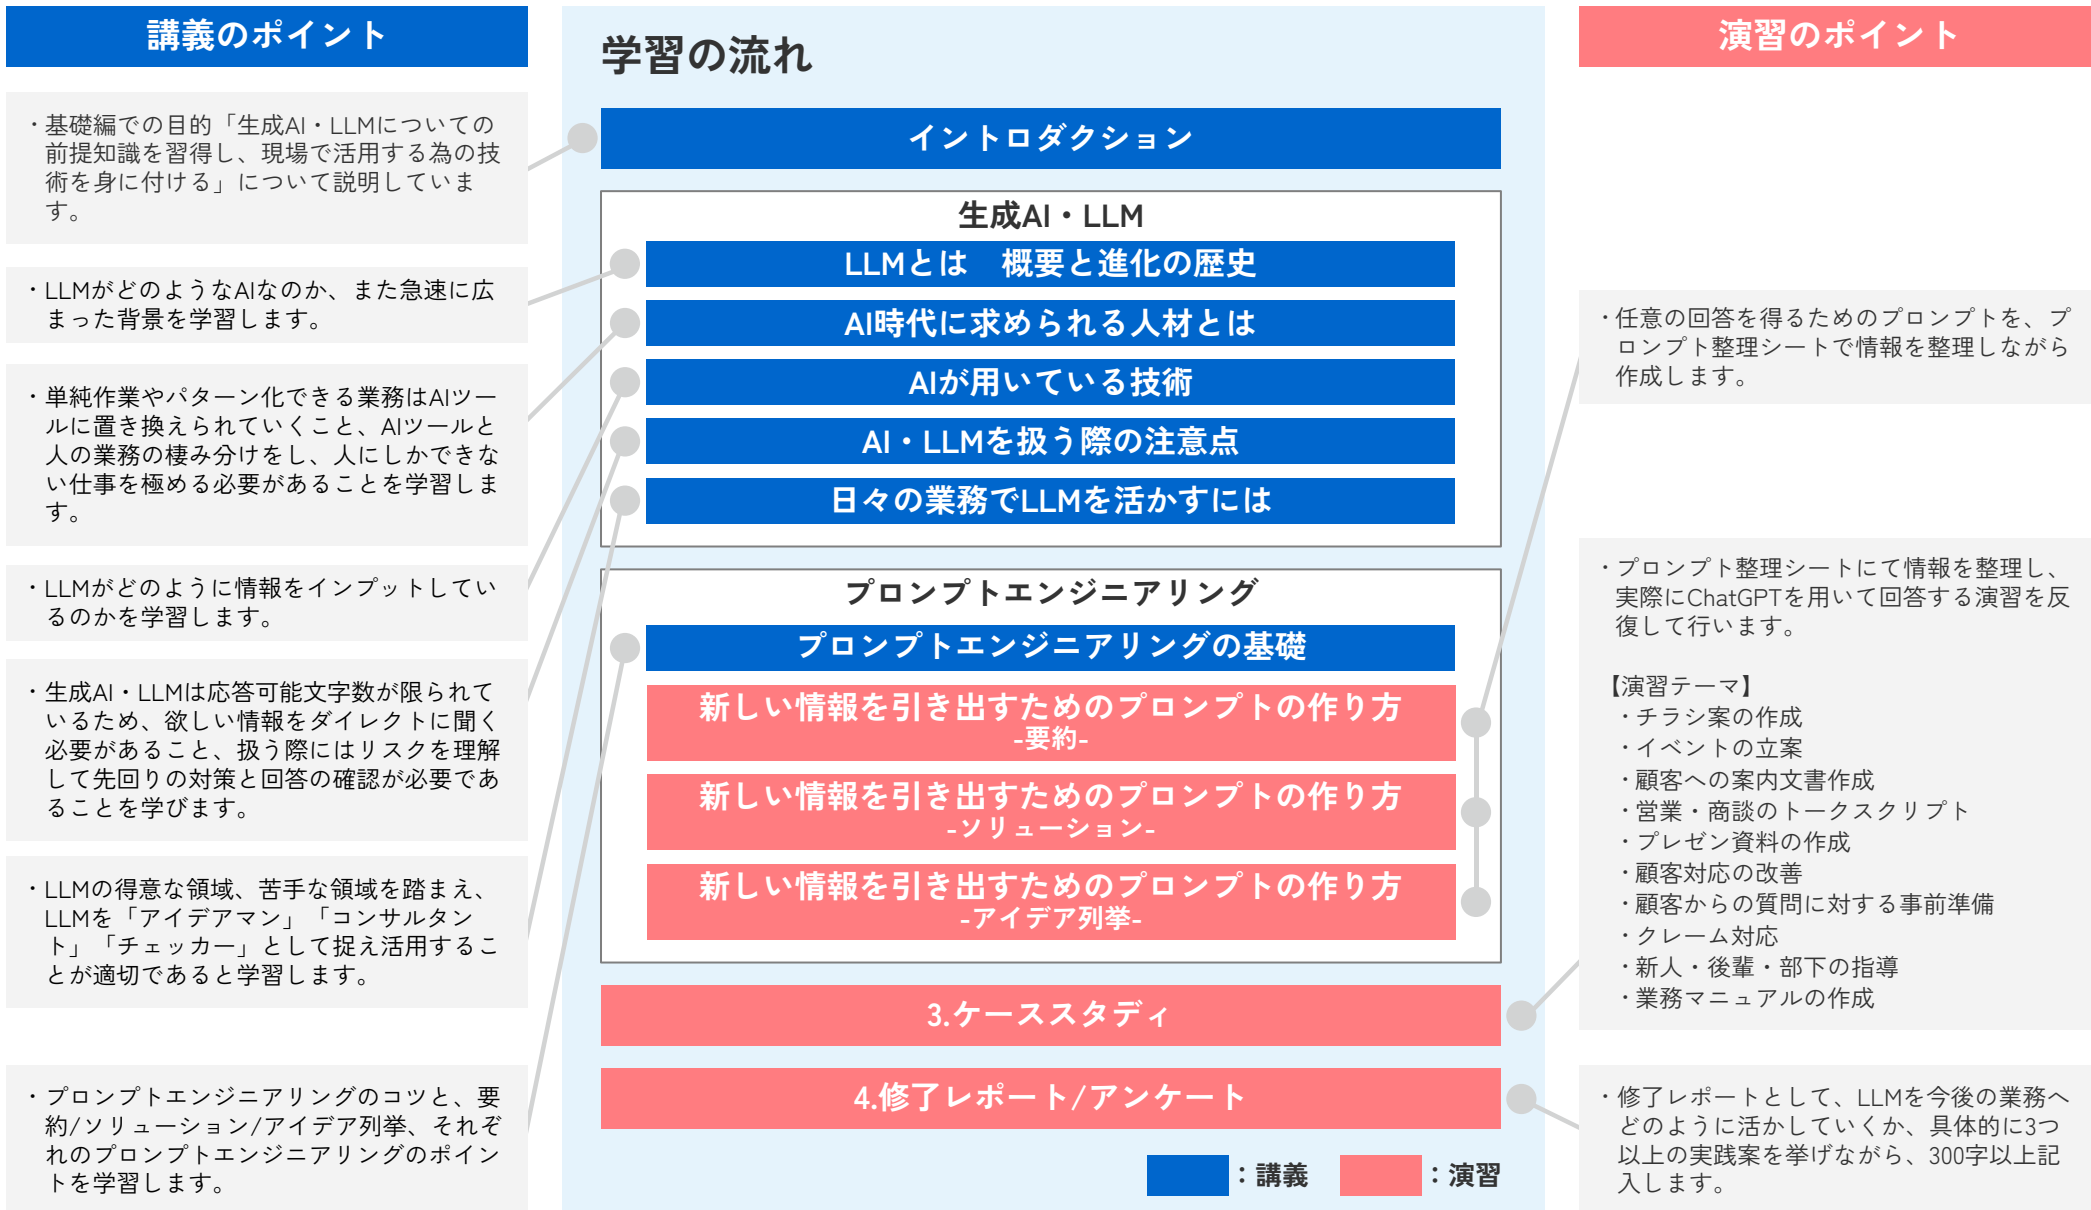 講義のポイント
・基礎編での目的「生成AI・LLMについての
前提知識を習得し、現場で活用する為の技
術を身に付ける」について説明していま
す。
・LLMがどのようなAIなのか、また急速に広
まった背景を学習します。
・単純作業やパターン化できる業務はAIツー
ルに置き換えられていくこと、AIツールと
人の業務の棲み分けをし、人にしかできな
い仕事を極める必要があることを学習しま
す。
・LLMがどのように情報をインプットしてい
るのかを学習します。
・生成AI・LLMは応答可能文字数が限られて
いるため、欲しい情報をダイレクトに聞く
必要があること、扱う際にはリスクを理解
して先回りの対策と回答の確認が必要であ
ることを学びます。
・LLMの得意な領域、苦手な領域を踏まえ、
LLMを「アイデアマン」「コンサルタン
ト」「チェッカー」として捉え活用するこ
とが適切であると学習します。
・プロンプトエンジニアリングのコツと、要
約/ソリューション/アイデア列挙、それぞ
れのプロンプトエンジニアリングのポイン
トを学習します。
学習の流れ
イントロダクション
生成AI・LLM
LLMとは　概要と進化の歴史
AI時代に求められる人材とは
AIが用いている技術
AI・LLMを扱う際の注意点
日々の業務でLLMを活かすには
プロンプトエンジニアリング
プロンプトエンジニアリングの基礎
新しい情報を引き出すためのプロンプトの作り方
-要約-
新しい情報を引き出すためのプロンプトの作り方
-ソリューション-
新しい情報を引き出すためのプロンプトの作り方
-アイデア列挙-
3.ケーススタディ
4.修了レポート/アンケート
：講義
：演習
演習のポイント
・任意の回答を得るためのプロンプトを、プ
ロンプト整理シートで情報を整理しながら
作成します。
・プロンプト整理シートにて情報を整理し、
実際にChatGPTを用いて回答する演習を反
復して行います。
【演習テーマ】
・チラシ案の作成
・イベントの立案
・顧客への案内文書作成
・営業・商談のトークスクリプト
・プレゼン資料の作成
・顧客対応の改善
・顧客からの質問に対する事前準備
・クレーム対応
・新人・後輩・部下の指導
・業務マニュアルの作成
・修了レポートとして、LLMを今後の業務へ
どのように活かしていくか、具体的に3つ
以上の実践案を挙げながら、300字以上記
入します。